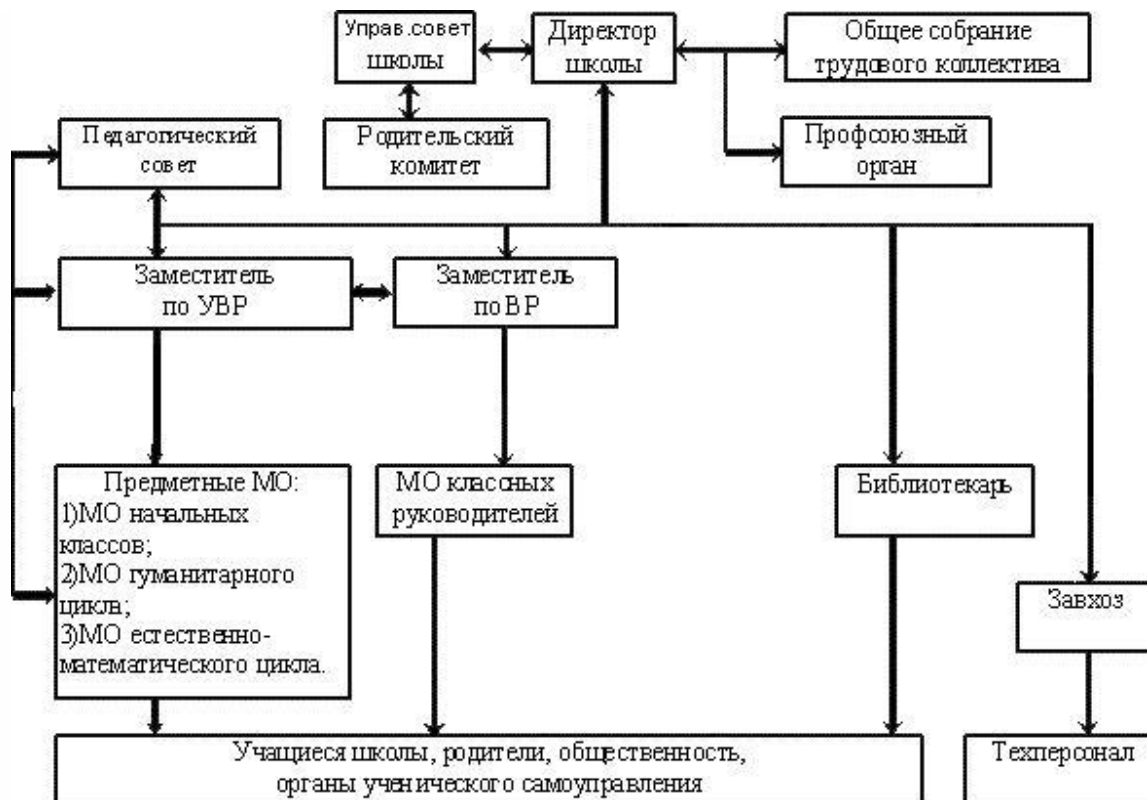 Управ.совет
школы
Директор
школы
Общее собрание
трудового коллектива
Педагогический
совет
Родительский
комитет
Профсоюзный
орган
Заместитель
по УВР
Заместитель
по ВР
Предметные МО:
1)МО начальных
классов;
2)МО гуманитарного
цикла;
3)МО естественно-
математического цикла.
МО классных
руководителей
Библиотекарь
Завхоз
Учащиеся школы, родители, общественность,
органы ученического самоуправления
Техперсонал